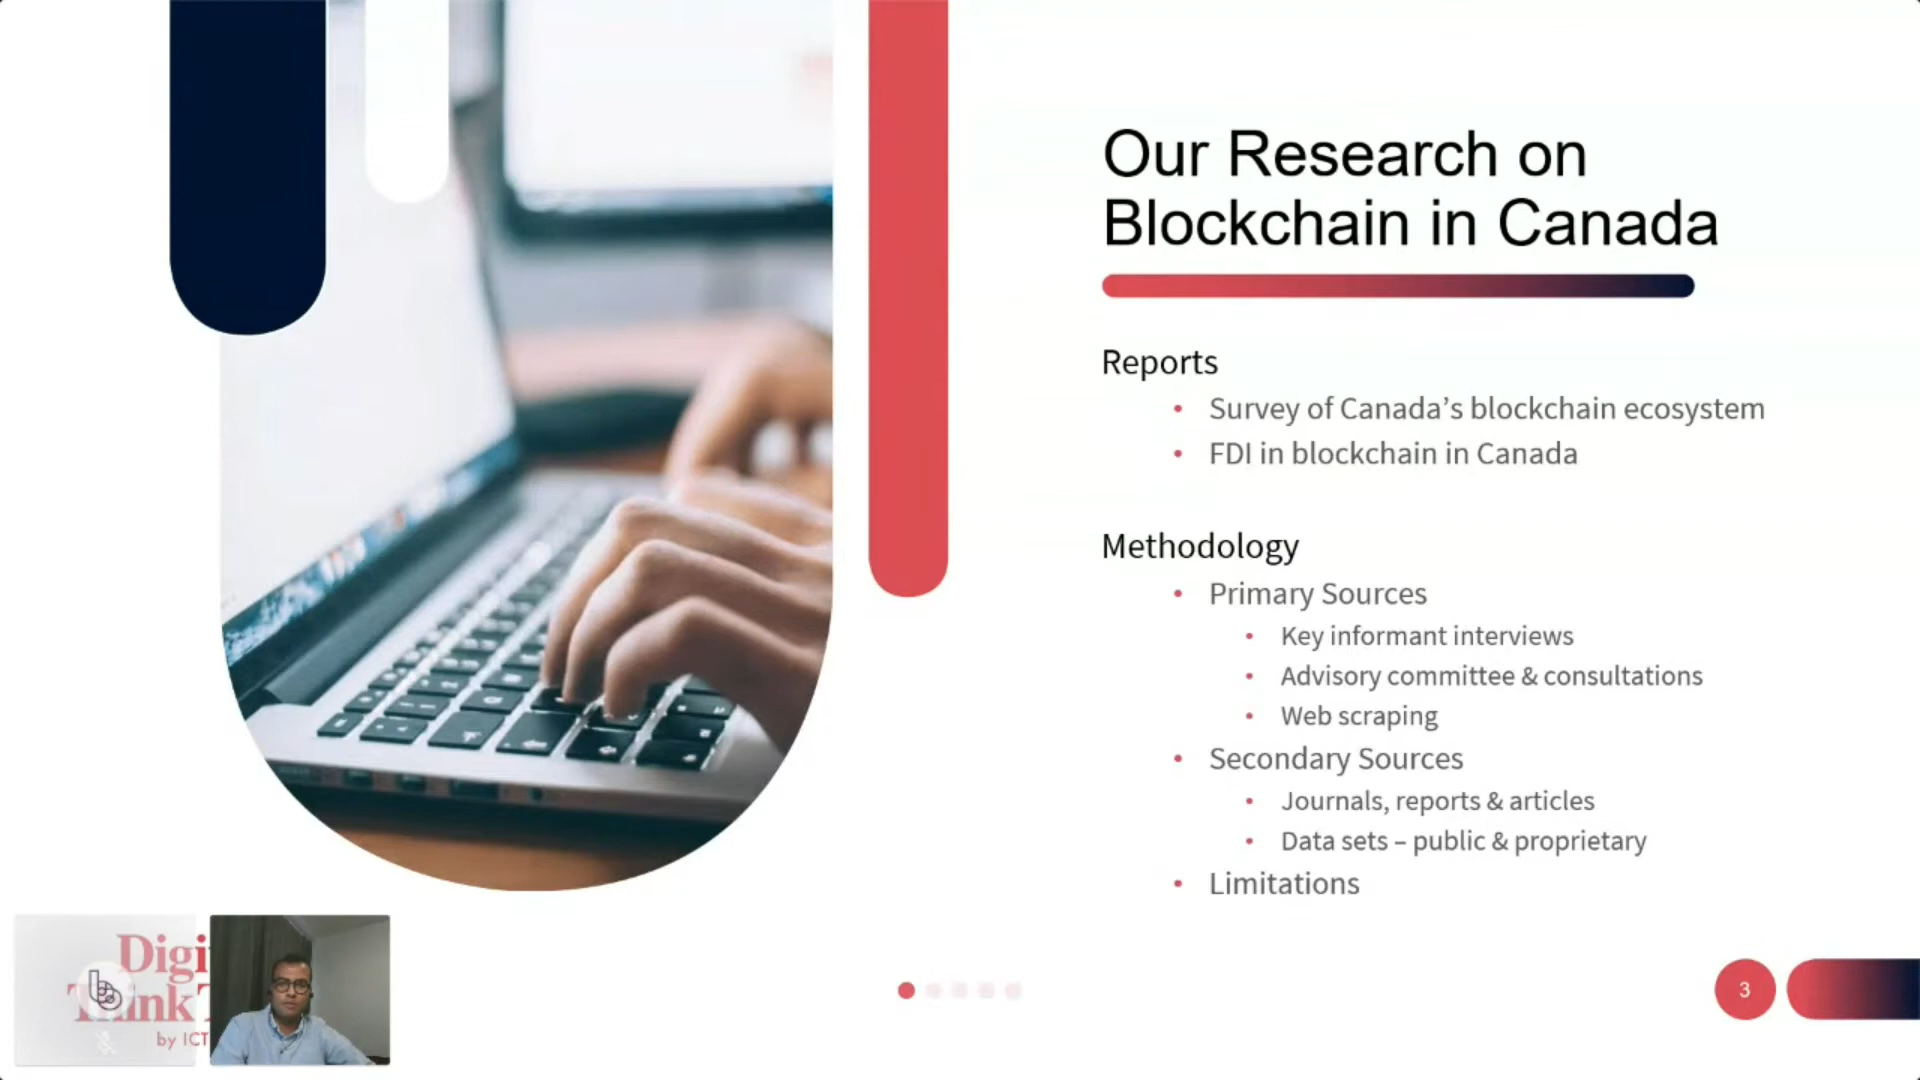 Our Research on
Blockchain in Canada
Reports
• Survey of Canada’s blockchain ecosystem
• FDI in blockchain in Canada
Methodology
• Primary Sources
• Key informant interviews
• Advisory committee & consultations
• Web scraping
• Secondary Sources
• Journals, reports & articles
• Data sets – public & proprietary
• Limitations
Digi
Think T
by ICT
3